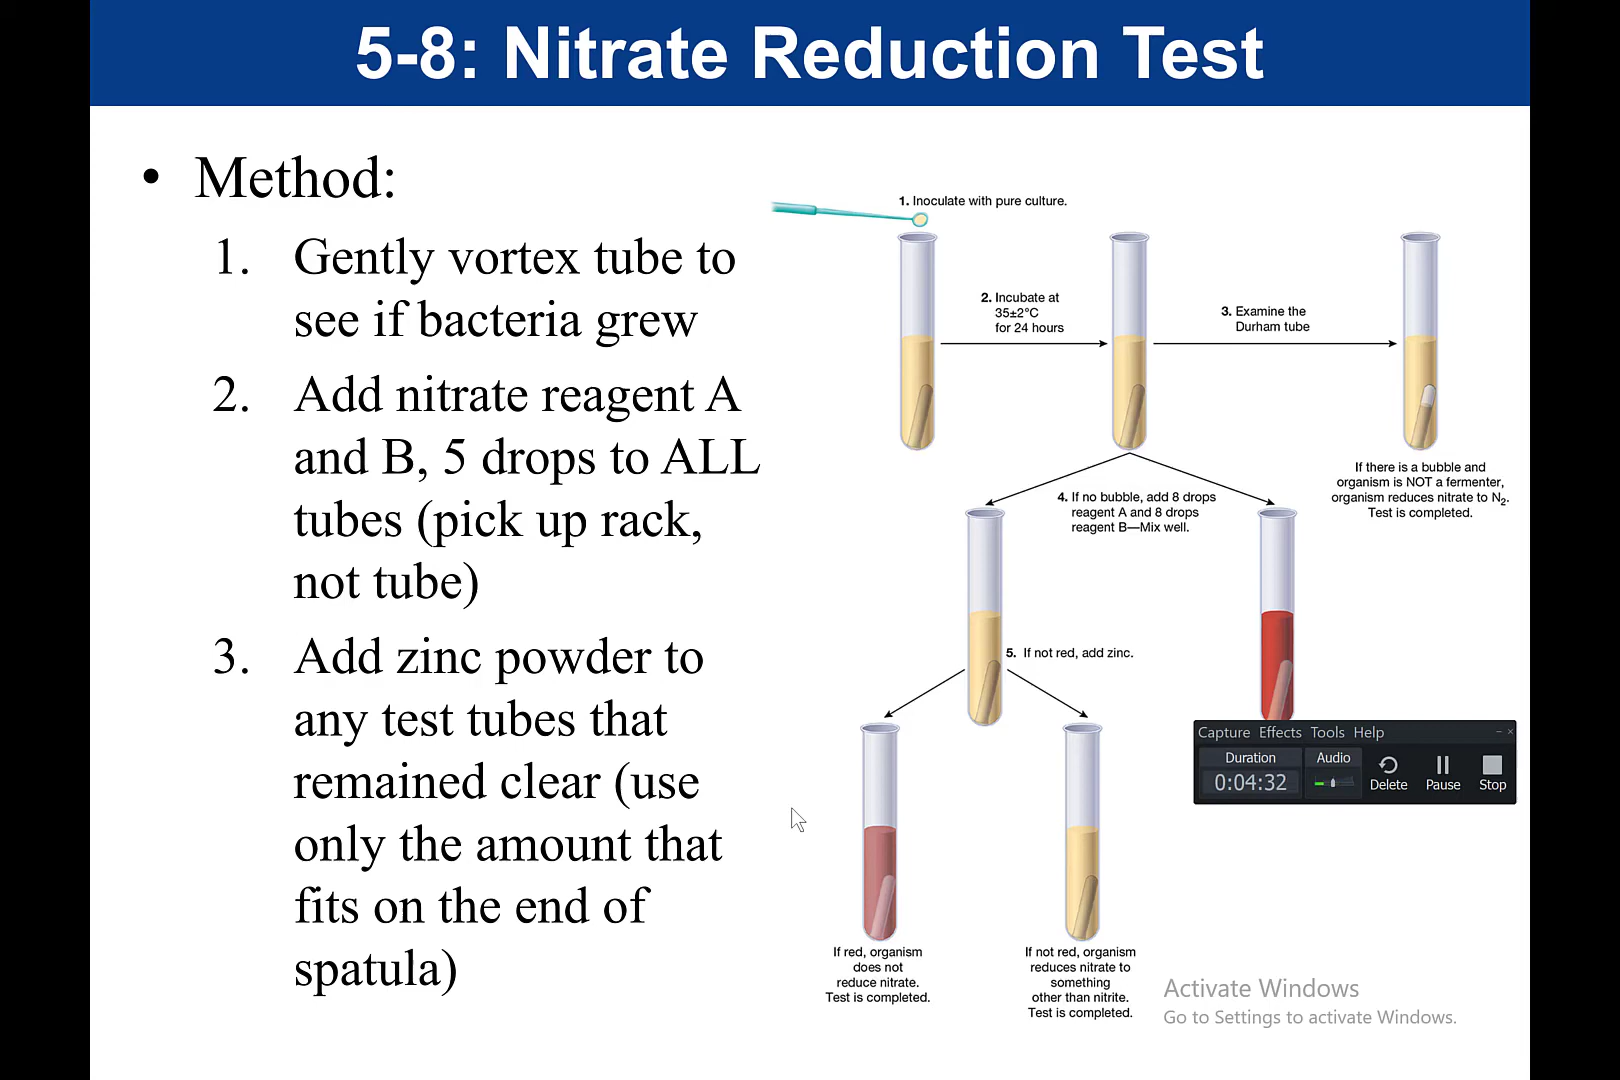 5-8: Nitrate Reduction Test
• Method:
1. Gently vortex tube to
see if bacteria grew
2. Add nitrate reagent A
and B, 5 drops to ALL
tubes (pick up rack,
not tube)
3. Add zinc powder to
any test tubes that
remained clear (use
only the amount that
fits on the end of
spatula)
1. Inoculate with pure culture.
2. Incubate at
35±2°C
for 24 hours
3. Examine the
Durham tube
If there is a bubble and
organism is NOT a fermenter,
organism reduces nitrate to N2.
Test is completed.
4. If no bubble, add 8 drops
reagent A and 8 drops
reagent B—Mix well.
5. If not red, add zinc.
If red, organism
does not
reduce nitrate.
Test is completed.
If not red, organism
reduces nitrate to
something
other than nitrite.
Test is completed.
Capture Effects Tools Help
Duration
0:04:32
Audio
Delete
Pause
Stop
Activate Windows
Go to Settings to activate Windows.